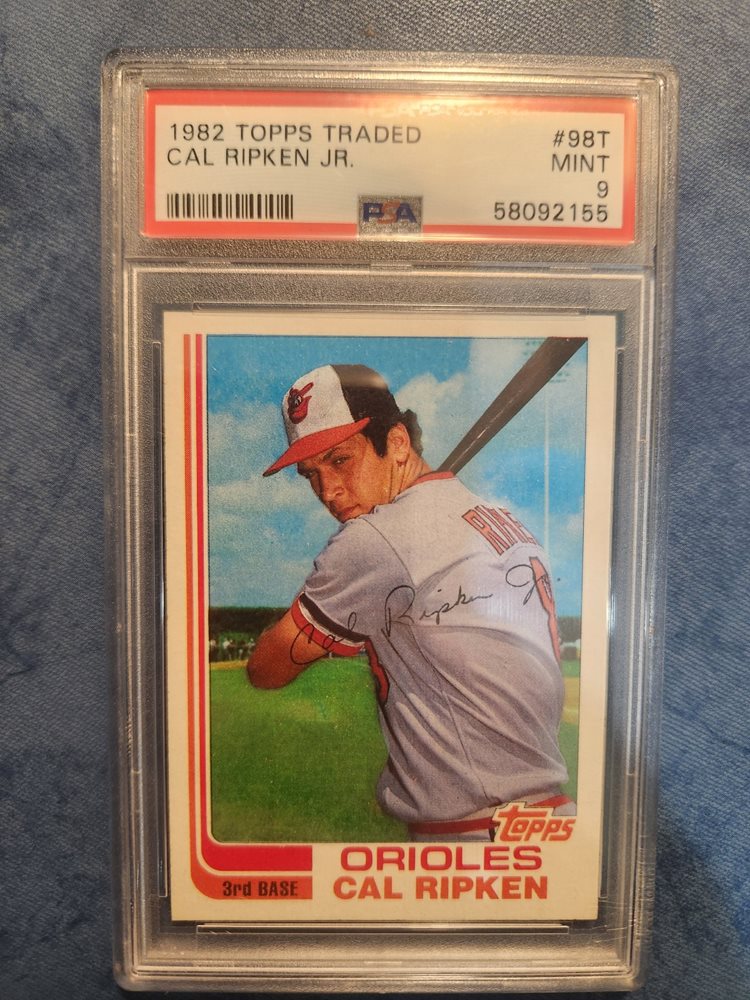 1982 TOPPS TRADED #98T
CAL RIPKEN JR. MINT
9
PSA 58092155
Cal Ripken Jr.
topps
ORIOLES
3rd BASE CAL RIPKEN